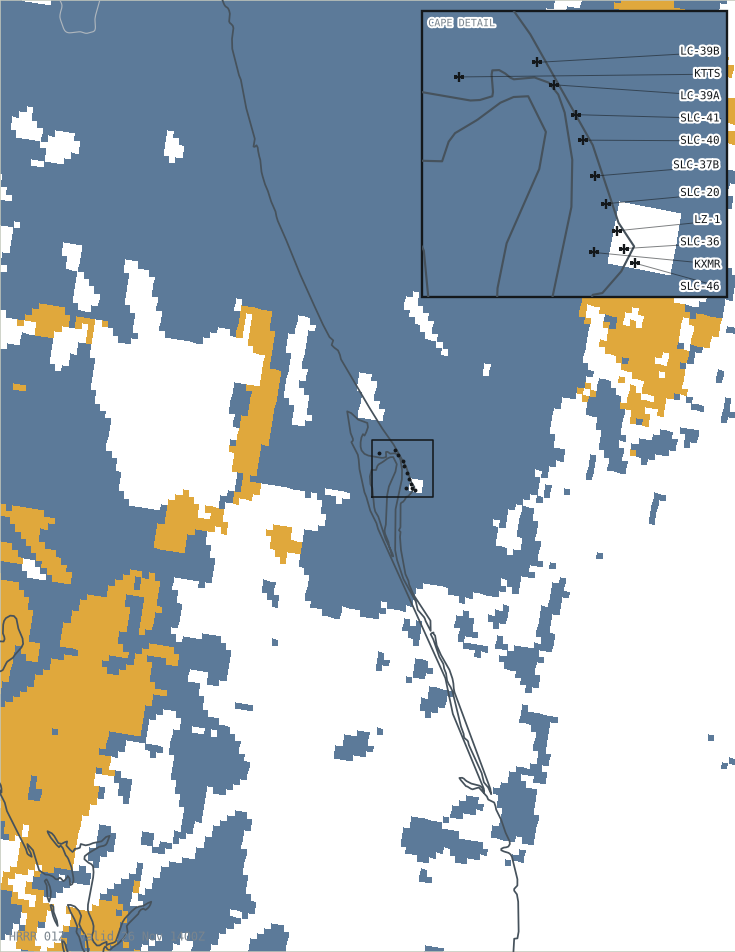 CAPE DETAIL
LC-39B
KTTS
LC-39A
SLC-41
SLC-40
SLC-37B
SLC-20
LZ-1
SLC-36
KXMR
SLC-46
HRRR